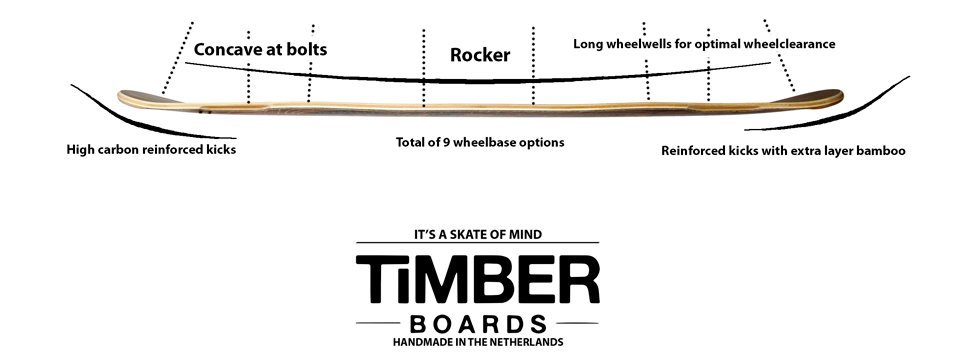 Concave at bolts
Rocker
Long wheelwells for optimal wheelclearance
High carbon reinforced kicks
Total of 9 wheelbase options
Reinforced kicks with extra layer bamboo
IT'S A SKATE OF MIND
TiMBER
BOARDS
HANDMADE IN THE NETHERLANDS